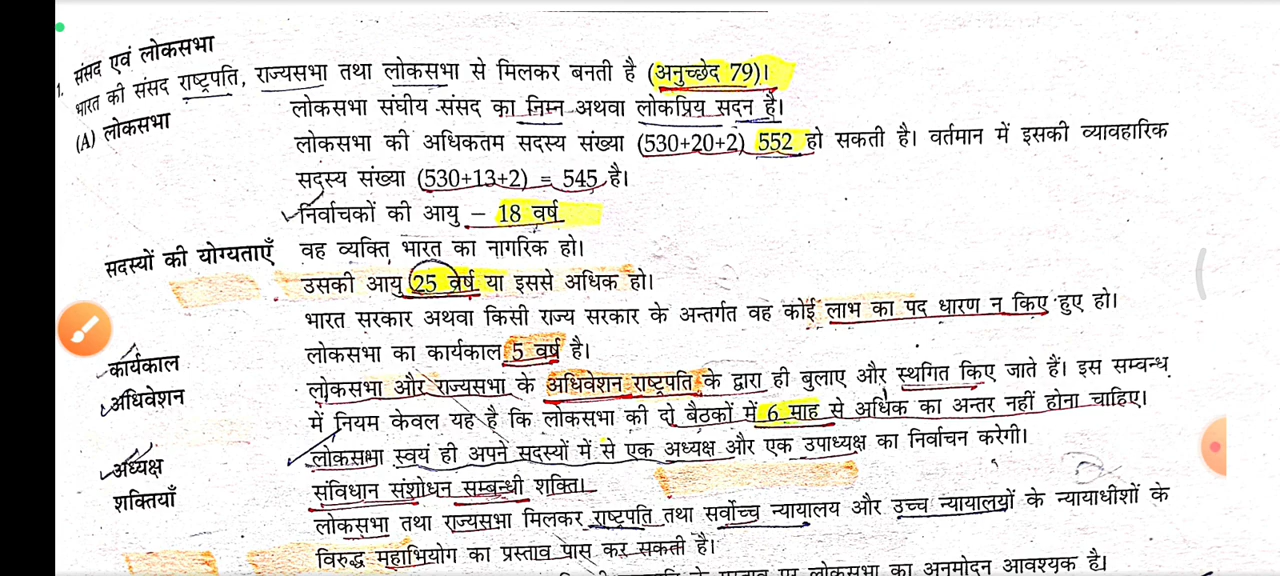 संसद एवं लोकसभा
1. भारत की संसद राष्ट्रपति, राज्यसभा तथा लोकसभा से मिलकर बनती है (अनुच्छेद 79)।
(A) लोकसभा
लोकसभा संघीय संसद का निम्न अथवा लोकप्रिय सदन है।
लोकसभा की अधिकतम सदस्य संख्या (530+20+2) 552 हो सकती है। वर्तमान में इसकी व्यावहारिक
सदस्य संख्या (530+13+2) = 545 है।
निर्वाचकों की आयु – 18 वर्ष
सदस्यों की योग्यताएँ वह व्यक्ति भारत का नागरिक हो।
उसकी आयु 25 वर्ष या इससे अधिक हो।
भारत सरकार अथवा किसी राज्य सरकार के अन्तर्गत वह कोई लाभ का पद धारण न किए हुए हो।
कार्यकाल लोकसभा का कार्यकाल 5 वर्ष है।
अधिवेशन लोकसभा और राज्यसभा के अधिवेशन राष्ट्रपति के द्वारा ही बुलाए और स्थगित किए जाते हैं। इस सम्बन्ध
में नियम केवल यह है कि लोकसभा की दो बैठकों में 6 माह से अधिक का अन्तर नहीं होना चाहिए।
अध्यक्ष लोकसभा स्वयं ही अपने सदस्यों में से एक अध्यक्ष और एक उपाध्यक्ष का निर्वाचन करेगी।
शक्तियाँ संविधान संशोधन सम्बन्धी शक्ति।
लोकसभा तथा राज्यसभा मिलकर राष्ट्रपति तथा सर्वोच्च न्यायालय और उच्च न्यायालयों के न्यायाधीशों के
विरुद्ध महाभियोग का प्रस्ताव पास कर सकती है।
पर लोकसभा का अनुमोदन आवश्यक है।